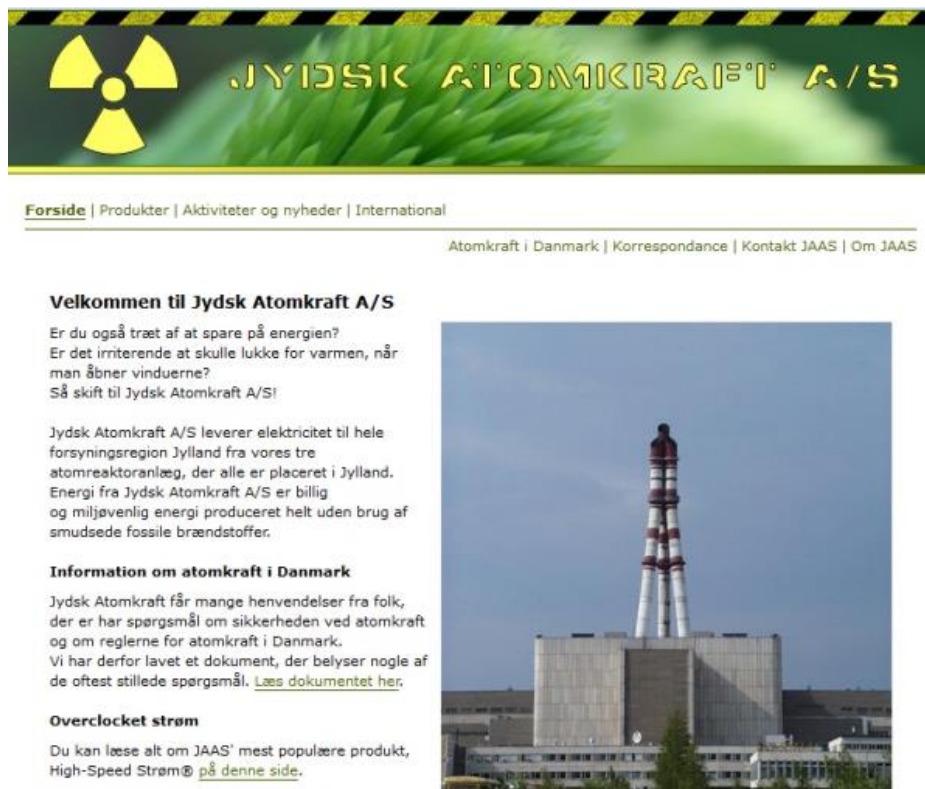 JYDSK ATOMKRAFT A/S
Forside | Produkter | Aktiviteter og nyheder | International
Atomkraft i Danmark | Korrespondance | Kontakt JAAS | Om JAAS
Velkommen til Jydsk Atomkraft A/S
Er du også træt af at spare på energien?
Er det irriterende at skulle lukke for varmen, når
man åbner vinduerne?
Så skift til Jydsk Atomkraft A/S!
Jydsk Atomkraft A/S leverer elektricitet til hele
forsyningsregion Jylland fra vores tre
atomreaktoranlæg, der alle er placeret i Jylland.
Energi fra Jydsk Atomkraft A/S er billig
og miljøvenlig energi produceret helt uden brug af
smudsede fossile brændstoffer.
Information om atomkraft i Danmark
Jydsk Atomkraft får mange henvendelser fra folk,
der er har spørgsmål om sikkerheden ved atomkraft
og om reglerne for atomkraft i Danmark.
Vi har derfor lavet et dokument, der belyser nogle af
de oftest stillede spørgsmål. Læs dokumentet her.
Overclocket strøm
Du kan læse alt om JAAS' mest populære produkt,
High-Speed Strøm® på denne side.